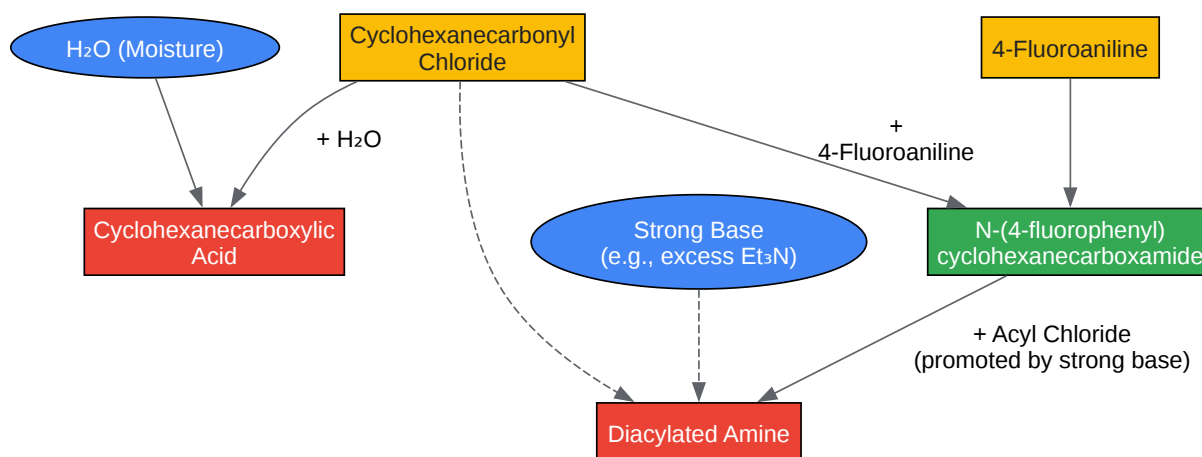 H₂O (Moisture)
Cyclohexanecarbonyl
Chloride
4-Fluoroaniline
+ H₂O
+
4-Fluoroaniline
Cyclohexanecarboxylic
Acid
Strong Base
(e.g., excess Et₃N)
N-(4-fluorophenyl)
cyclohexanecarboxamide
+ Acyl Chloride
(promoted by strong base)
Diacylated Amine